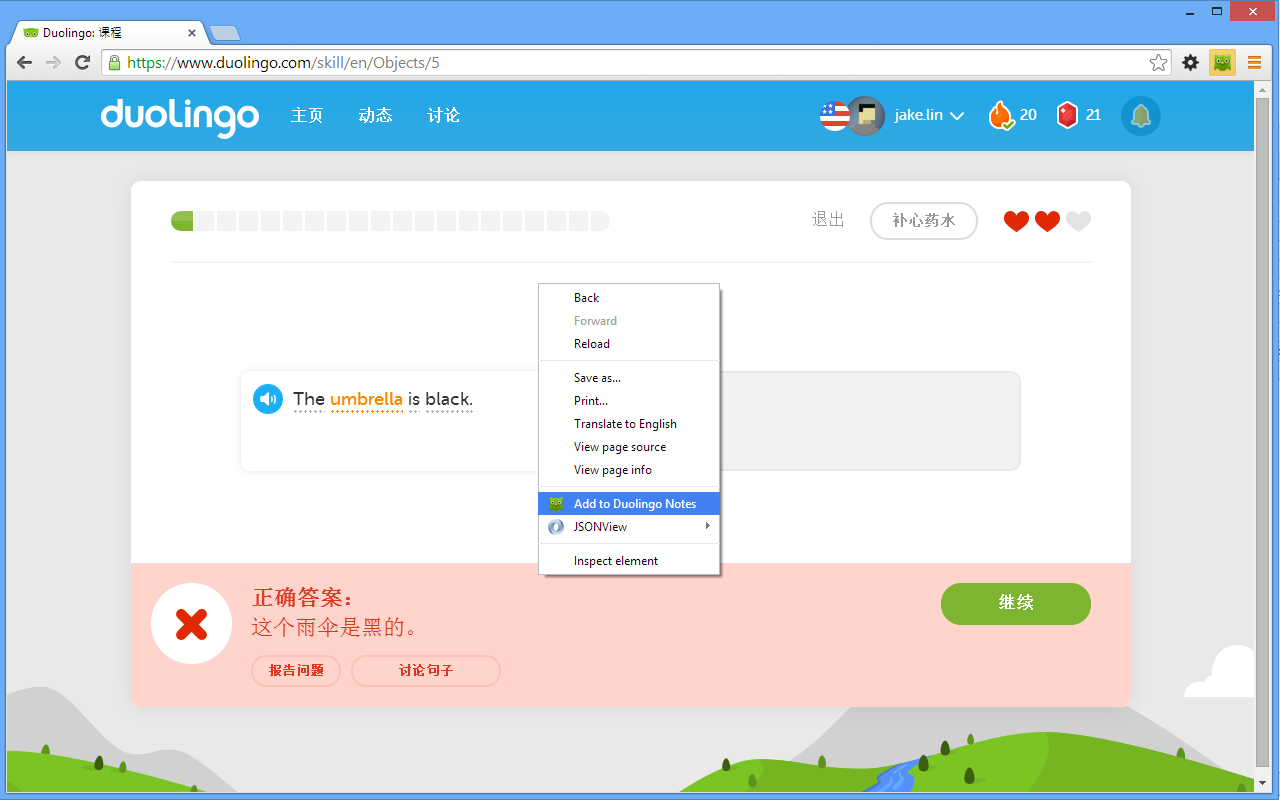 Duolingo: 课程
https://www.duolingo.com/skill/en/Objects/5
duolingo 主页 动态 讨论 jake.lin 20 21
退出 补心药水
Back
Forward
Reload
Save as...
Print...
Translate to English
View page source
View page info
Add to Duolingo Notes
JSONView
Inspect element
The umbrella is black.
正确答案：
这个雨伞是黑的。
继续
报告问题 讨论句子